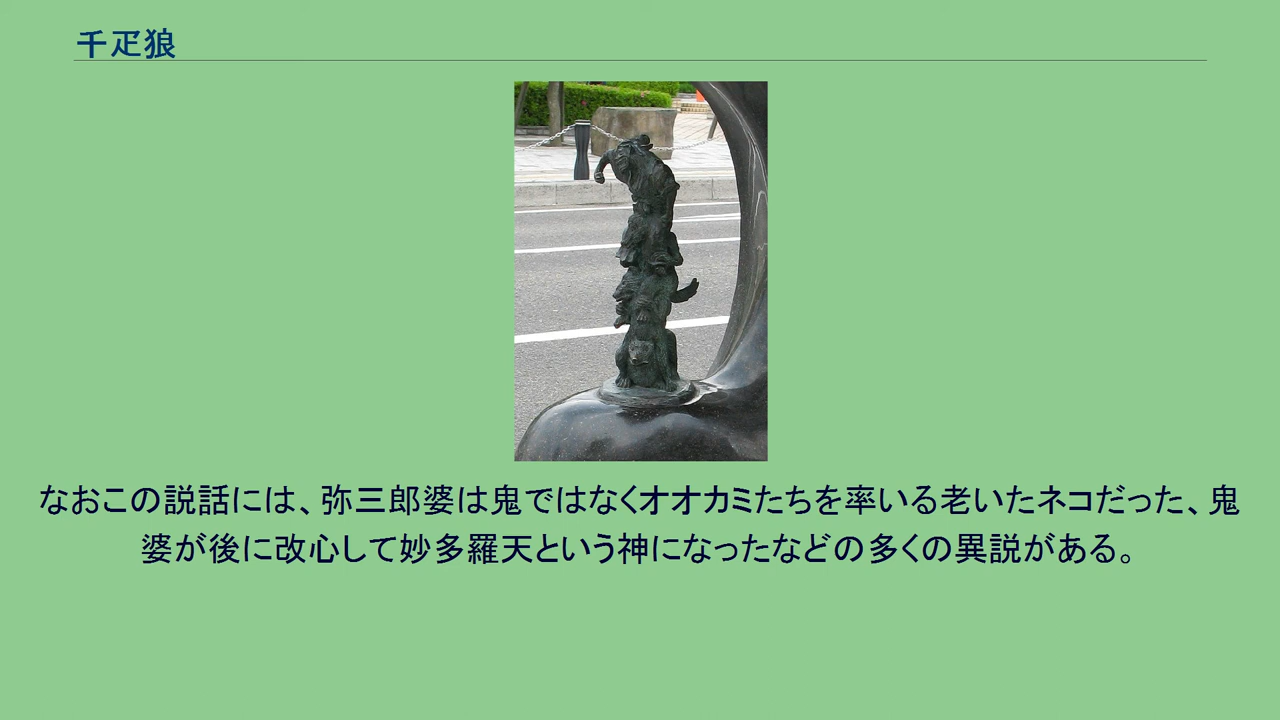 千疋狼
なおこの説話には、弥三郎婆は鬼ではなくオオカミたちを率いる老いたネコだった、鬼
婆が後に改心して妙多羅天という神になったなどの多くの異説がある。